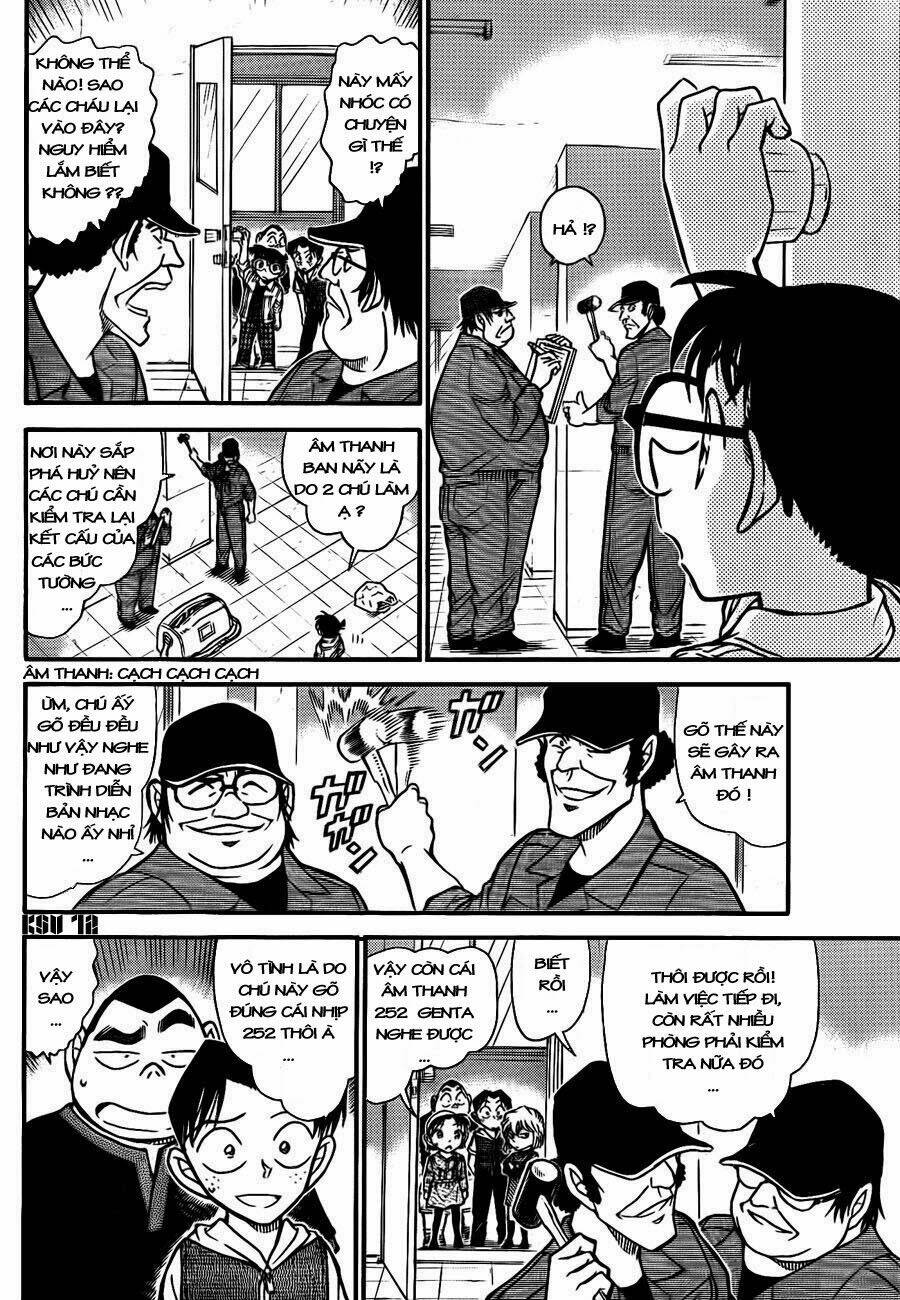 HẢ !?
NÀY MẤY
NHÓC CÓ
CHUYỆN
GÌ THẾ
!?
KHÔNG THỂ
NÀO! SAO
CÁC CHÁU LẠI
VÀO ĐÂY?
NGUY HIỂM
LẮM BIẾT
KHÔNG ??
ÂM THANH
BAN NÃY LÀ
DO 2 CHÚ LÀM
Ạ ?
NƠI NÀY SẮP
PHÁ HUỶ NÊN
CÁC CHÚ CẦN
KIỂM TRA LẠI
KẾT CẤU CỦA
CÁC BỨC
TƯỜNG
...
ÂM THANH: CẠCH CẠCH CẠCH
GÕ THẾ NÀY
SẼ GÂY RA
ÂM THANH
ĐÓ !
ガンガンガン
ỪM, CHÚ ẤY
GÕ ĐỀU ĐỀU
NHƯ VẬY NGHE
NHƯ ĐANG
TRÌNH DIỄN
BẢN NHẠC
NÀO ẤY NHỈ
...
THÔI ĐƯỢC RỒI!
LÀM VIỆC TIẾP ĐI,
CÒN RẤT NHIỀU
PHÒNG PHẢI KIỂM
TRA NỮA ĐÓ
...
BIẾT
RỒI
...
VẬY CÒN CÁI
ÂM THANH
252 GENTA
NGHE ĐƯỢC
...
VÔ TÌNH LÀ DO
CHÚ NÀY GÕ
ĐÚNG CÁI NHỊP
252 THÔI À
...
VẬY
SAO
...